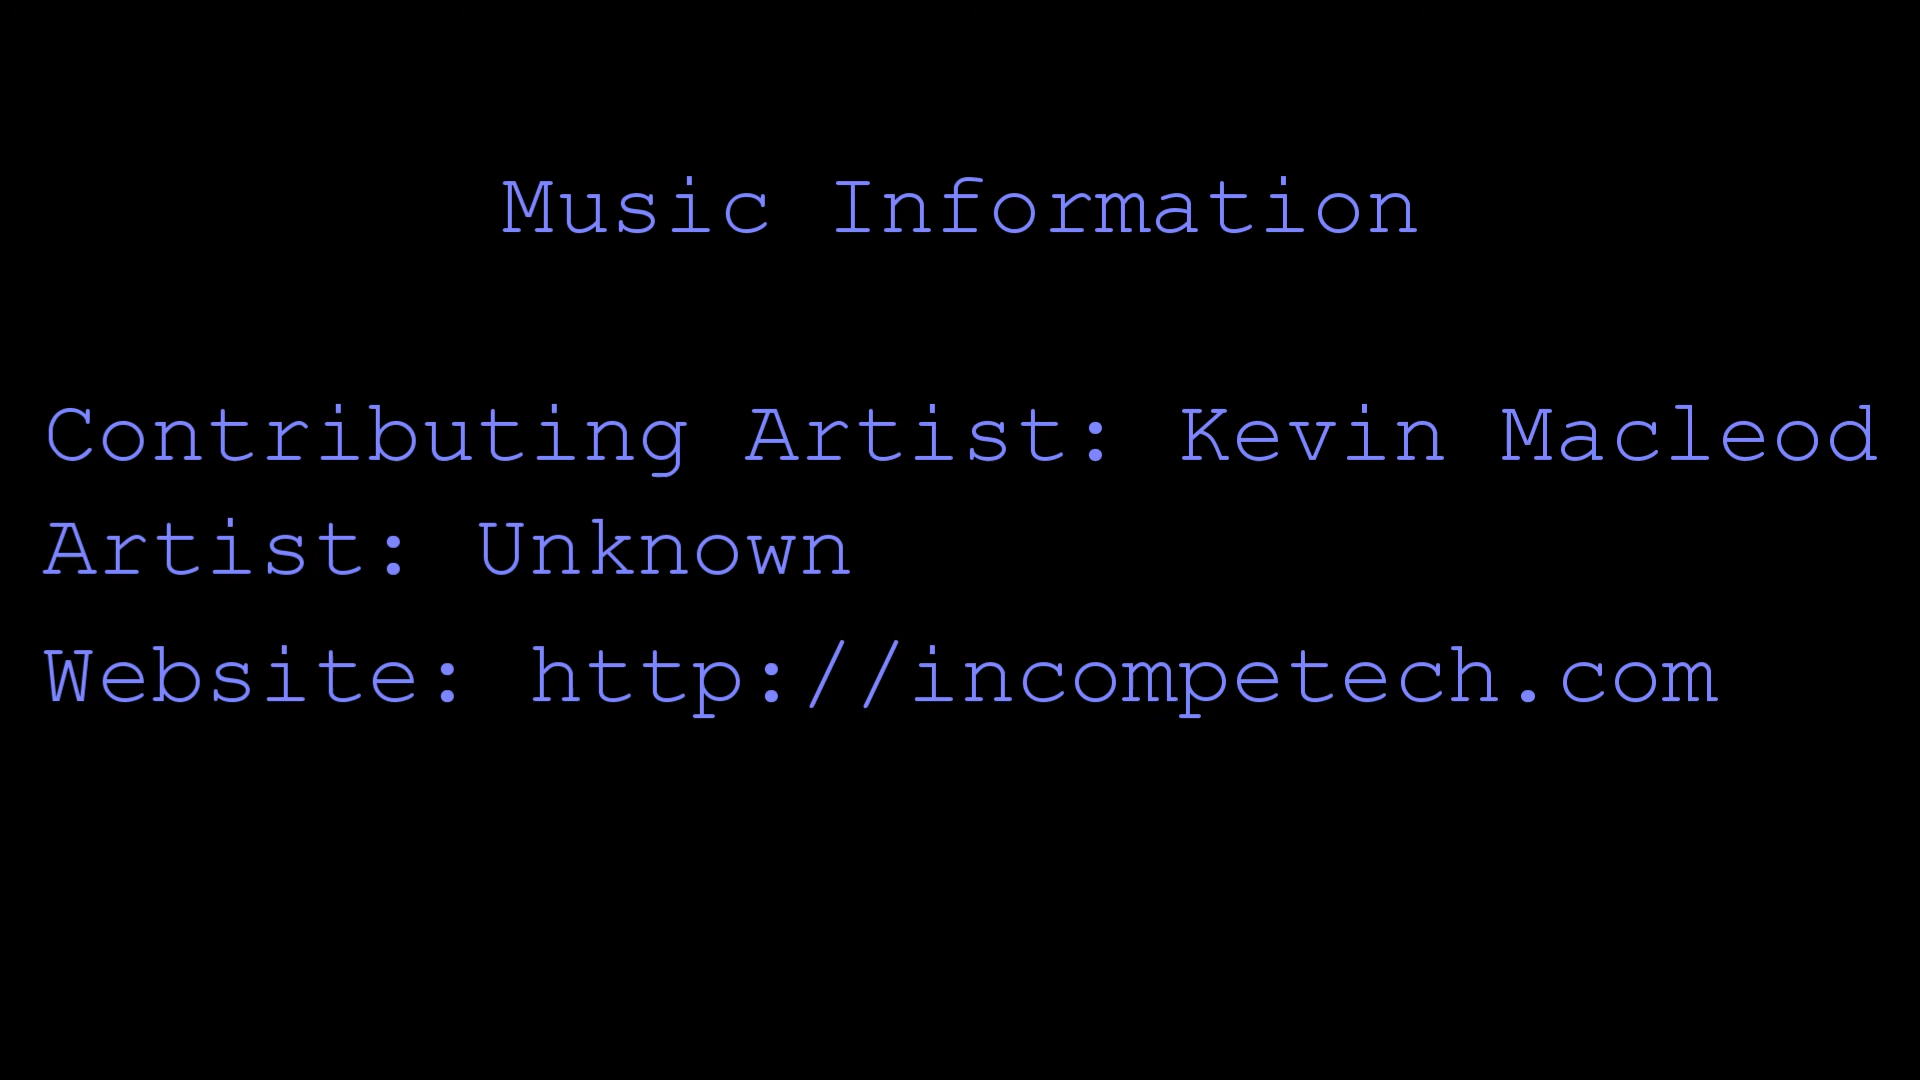 Music Information
Contributing Artist: Kevin Macleod
Artist: Unknown
Website: http://incompetech.com